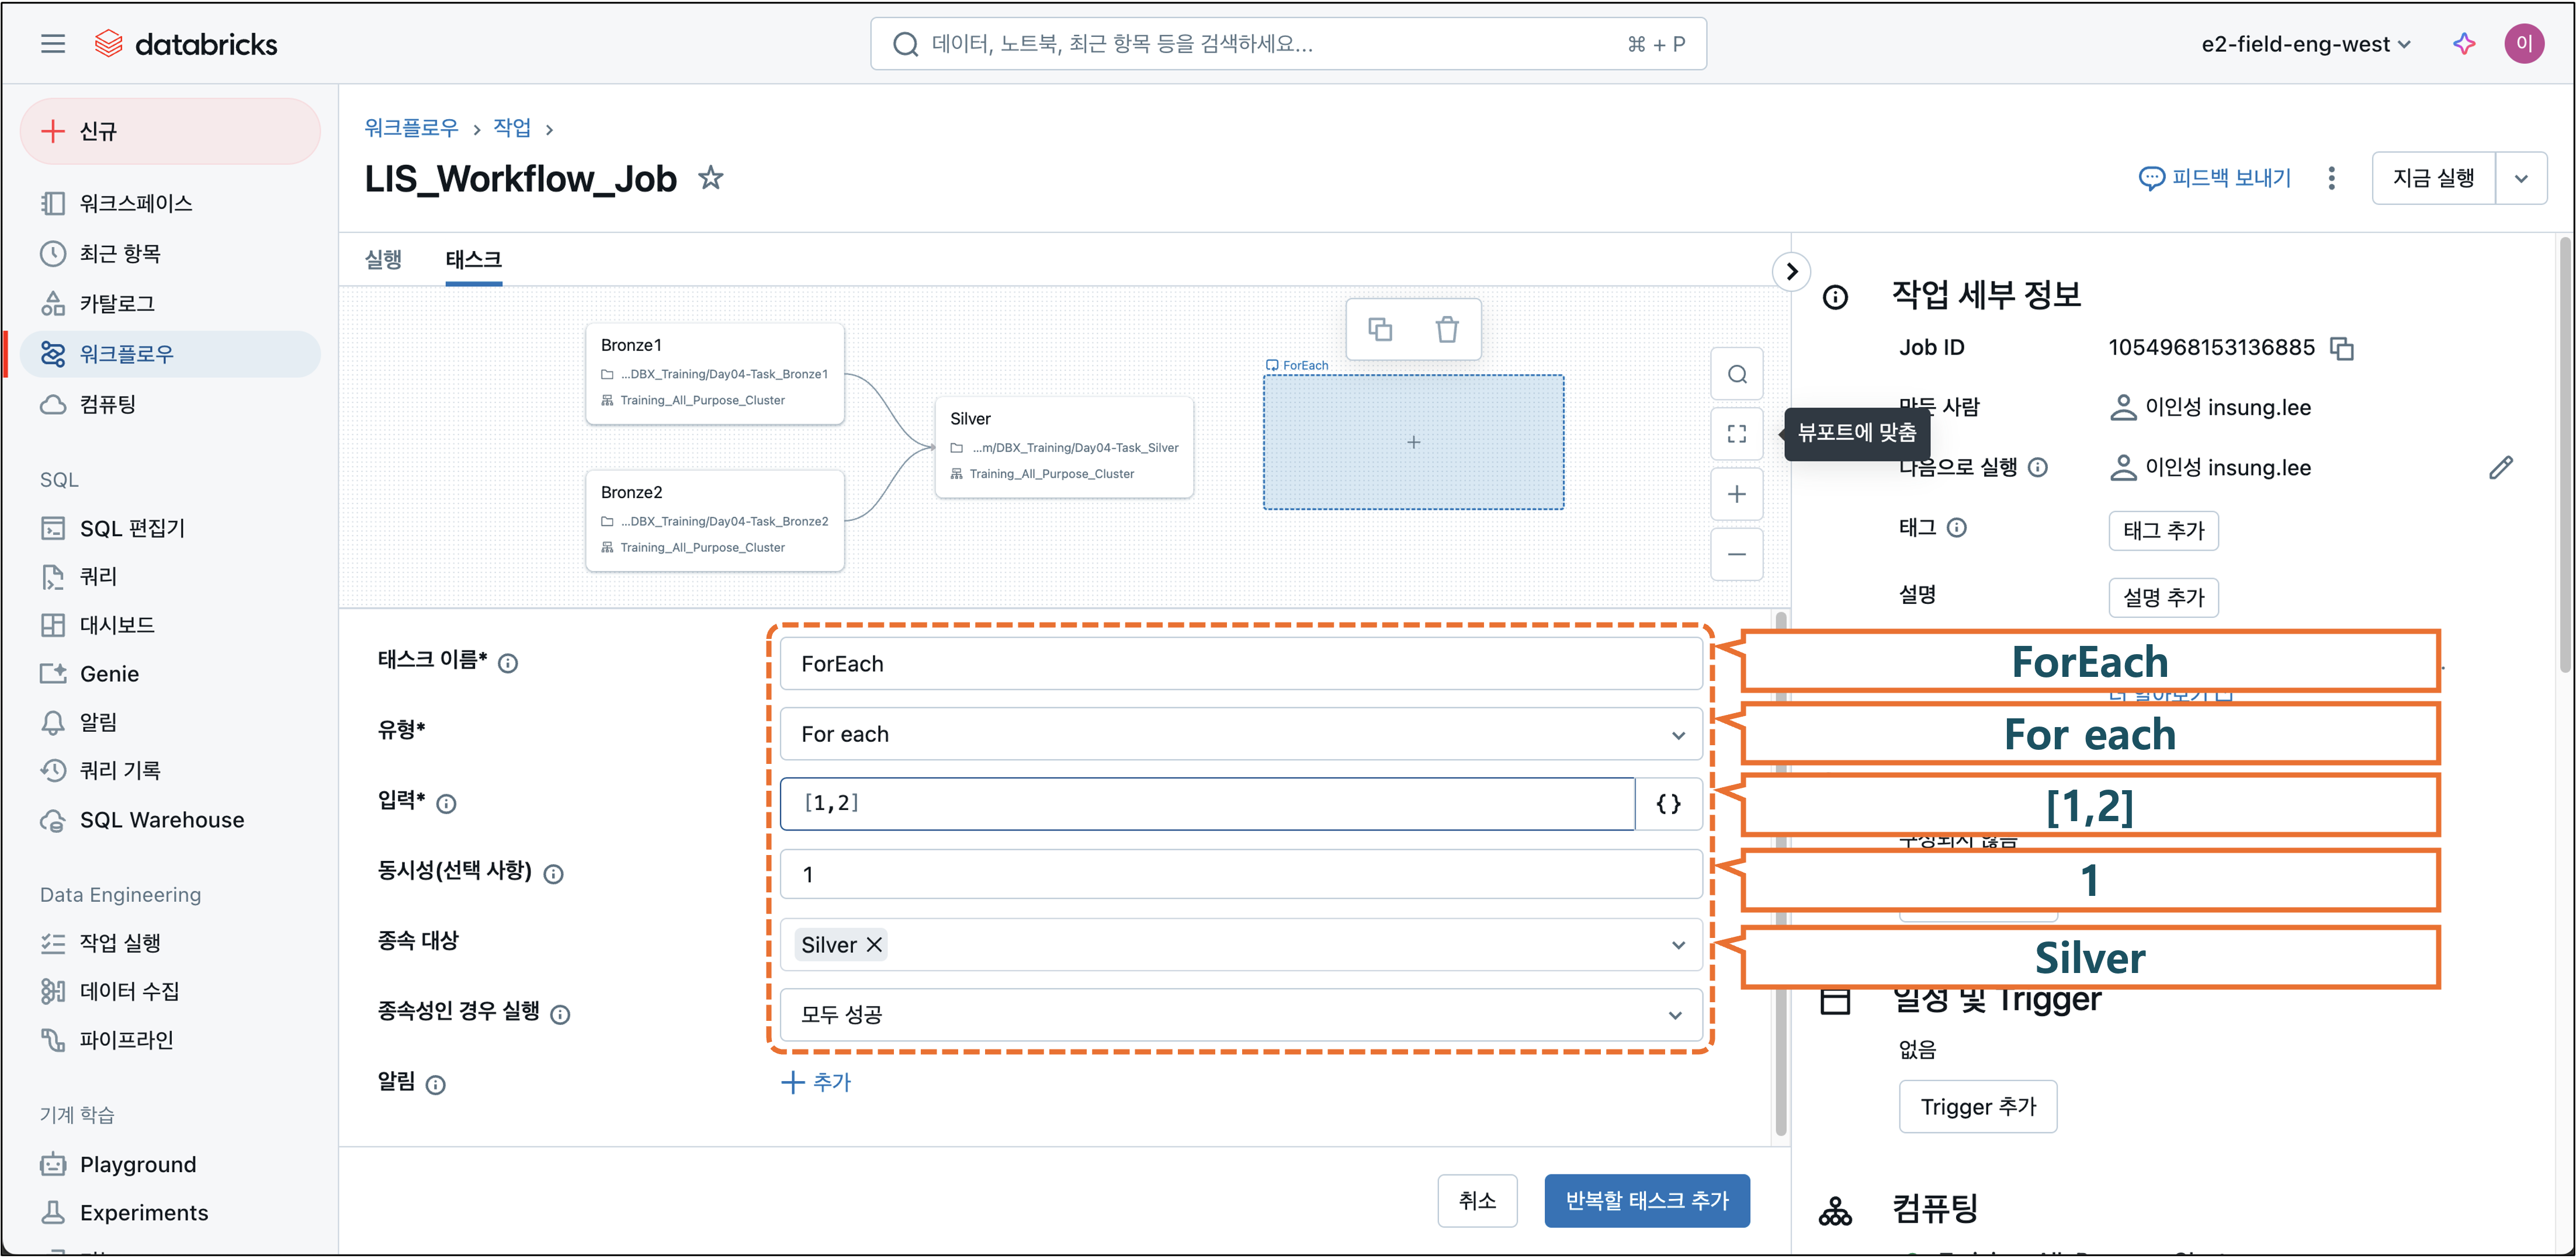 databricks
데이터, 노트북, 최근 항목 등을 검색하세요...
⌘ + P
e2-field-eng-west
이
신규
워크스페이스
최근 항목
카탈로그
워크플로우
컴퓨팅
SQL
SQL 편집기
쿼리
대시보드
Genie
알림
쿼리 기록
SQL Warehouse
Data Engineering
작업 실행
데이터 수집
파이프라인
기계 학습
Playground
Experiments
워크플로우 › 작업 ›
LIS_Workflow_Job
피드백 보내기
지금 실행
실행
태스크
Bronze1
...DBX_Training/Day04-Task_Bronze1
Training_All_Purpose_Cluster
Bronze2
...DBX_Training/Day04-Task_Bronze2
Training_All_Purpose_Cluster
Silver
...m/DBX_Training/Day04-Task_Silver
Training_All_Purpose_Cluster
ForEach
뷰포트에 맞춤
태스크 이름*
ForEach
유형*
For each
입력*
[1,2]
{}
동시성(선택 사항)
1
종속 대상
Silver
종속성인 경우 실행
모두 성공
알림
추가
취소
반복할 태스크 추가
작업 세부 정보
Job ID
1054968153136885
만든 사람
이인성 insung.lee
다음으로 실행
이인성 insung.lee
태그
태그 추가
설명
설명 추가
ForEach
더 알아보기
For each
[1,2]
구성되지 않음
1
Silver
일정 및 Trigger
없음
Trigger 추가
컴퓨팅